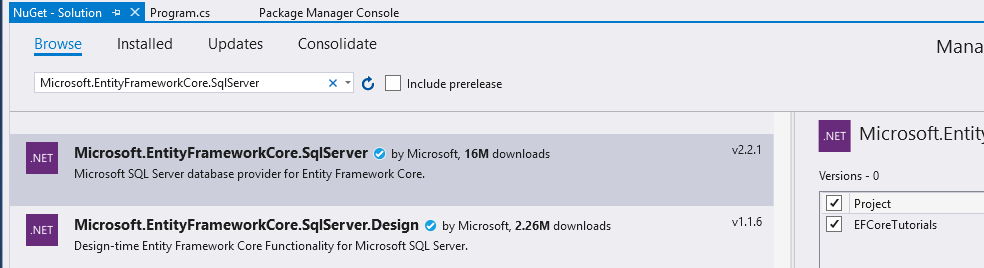 NuGet - Solution Program.cs Package Manager Console
Browse Installed Updates Consolidate
Mana
Microsoft.EntityFrameworkCore.SqlServer Include prerelease
.NET Microsoft.EntityFrameworkCore.SqlServer by Microsoft, 16M downloads v2.2.1
Microsoft SQL Server database provider for Entity Framework Core.
.NET Microsoft.EntityFrameworkCore.SqlServer.Design by Microsoft, 2.26M downloads v1.1.6
Design-time Entity Framework Core Functionality for Microsoft SQL Server.
.NET Microsoft.Entity
Versions - 0
Project
EFCoreTutorials